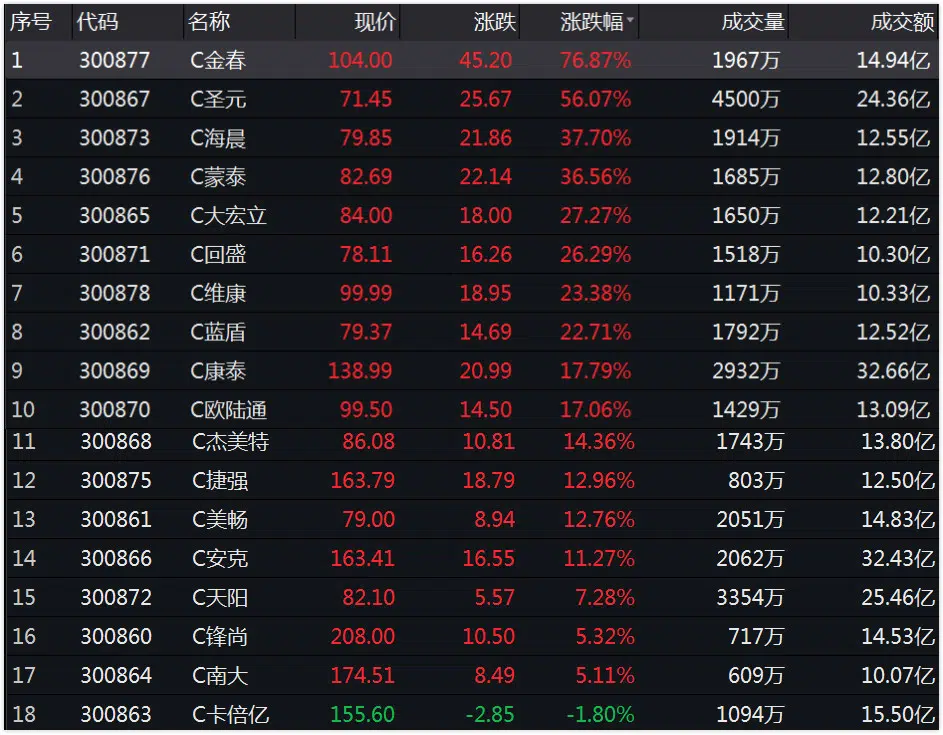 序号 代码 名称 现价 涨跌 涨跌幅 成交量 成交额
1 300877 C金春 104.00 45.20 76.87% 1967万 14.94亿
2 300867 C圣元 71.45 25.67 56.07% 4500万 24.36亿
3 300873 C海晨 79.85 21.86 37.70% 1914万 12.55亿
4 300876 C蒙泰 82.69 22.14 36.56% 1685万 12.80亿
5 300865 C大宏立 84.00 18.00 27.27% 1650万 12.21亿
6 300871 C回盛 78.11 16.26 26.29% 1518万 10.30亿
7 300878 C维康 99.99 18.95 23.38% 1171万 10.33亿
8 300862 C蓝盾 79.37 14.69 22.71% 1792万 12.52亿
9 300869 C康泰 138.99 20.99 17.79% 2932万 32.66亿
10 300870 C欧陆通 99.50 14.50 17.06% 1429万 13.09亿
11 300868 C杰美特 86.08 10.81 14.36% 1743万 13.80亿
12 300875 C捷强 163.79 18.79 12.96% 803万 12.50亿
13 300861 C美畅 79.00 8.94 12.76% 2051万 14.83亿
14 300866 C安克 163.41 16.55 11.27% 2062万 32.43亿
15 300872 C天阳 82.10 5.57 7.28% 3354万 25.46亿
16 300860 C锋尚 208.00 10.50 5.32% 717万 14.53亿
17 300864 C南大 174.51 8.49 5.11% 609万 10.07亿
18 300863 C卡倍亿 155.60 -2.85 -1.80% 1094万 15.50亿